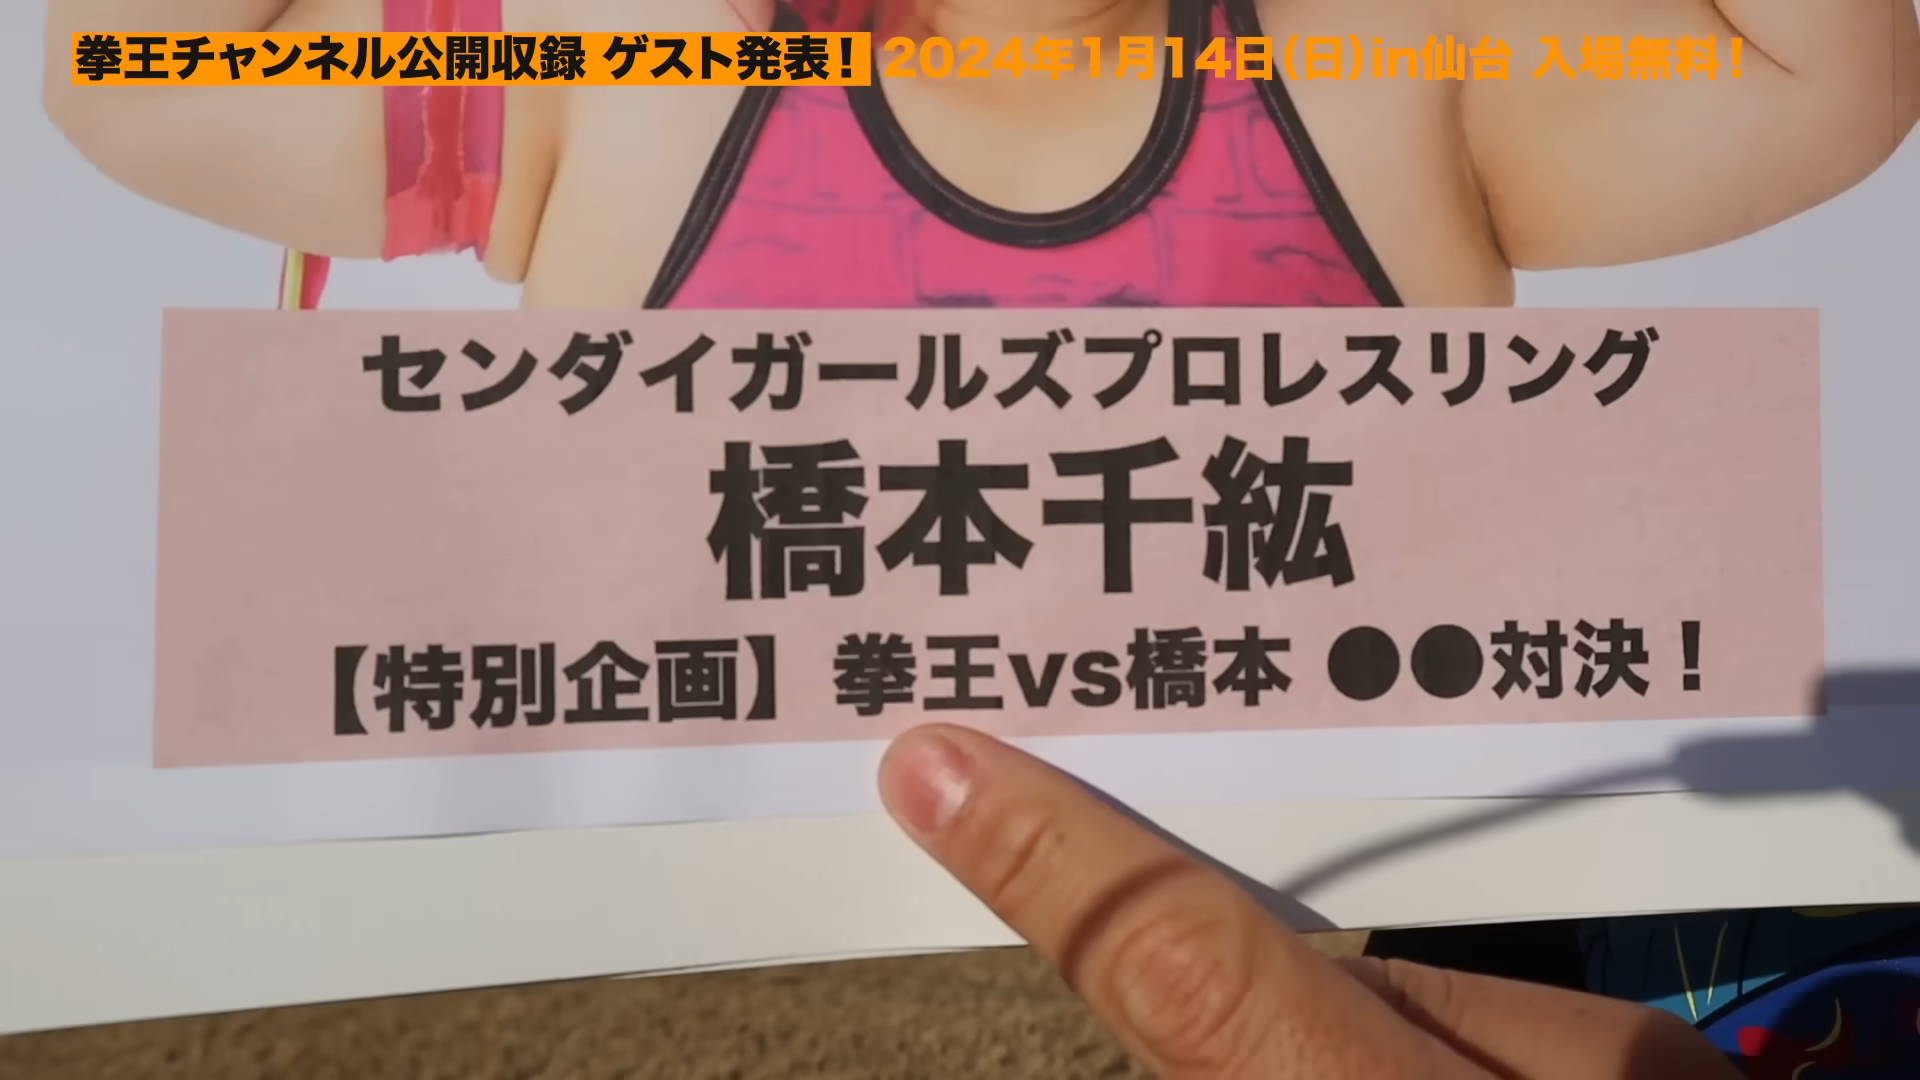 拳王チャンネル公開収録 ゲスト発表! 2024年1月14日(日)in仙台 入場無料!
センダイガールズプロレスリング
橋本千紘
【特別企画】拳王vs橋本 ●●対決!